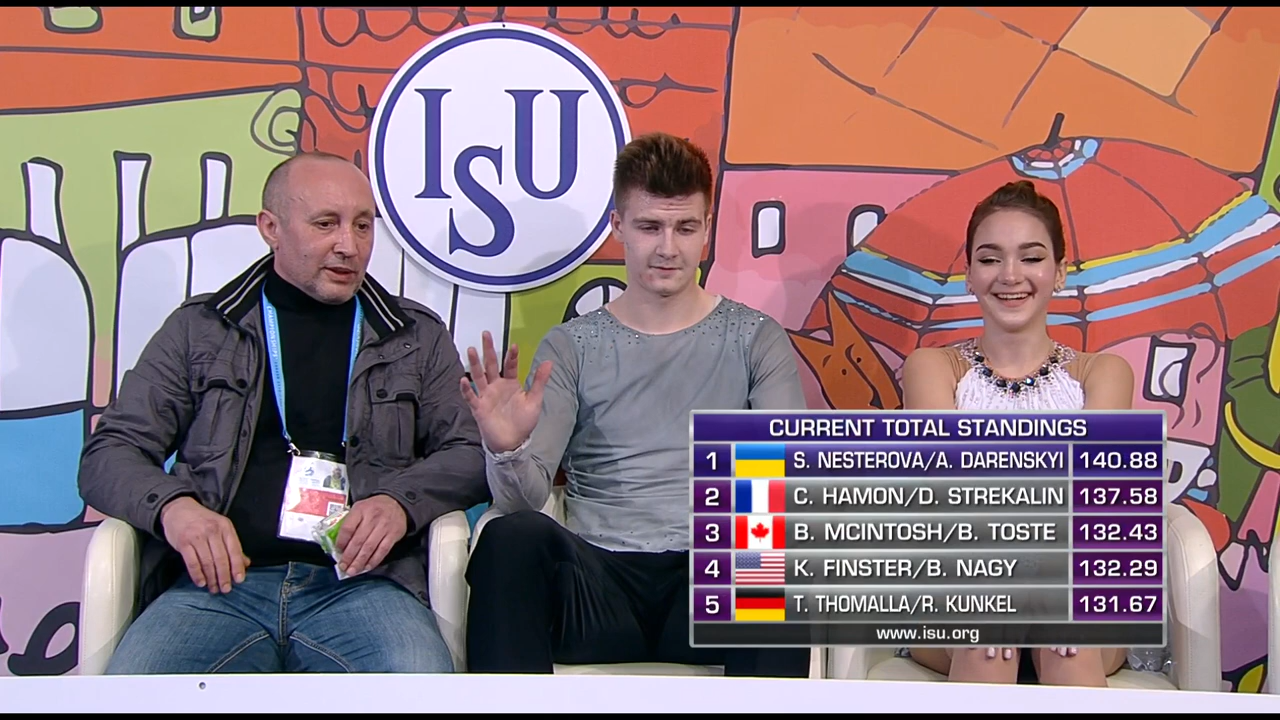 ISU
CURRENT TOTAL STANDINGS
1 S. NESTEROVA/A. DARENSKYI 140.88
2 C. HAMON/D. STREKALIN 137.58
3 B. MCINTOSH/B. TOSTE 132.43
4 K. FINSTER/B. NAGY 132.29
5 T. THOMALLA/R. KUNKEL 131.67
www.isu.org